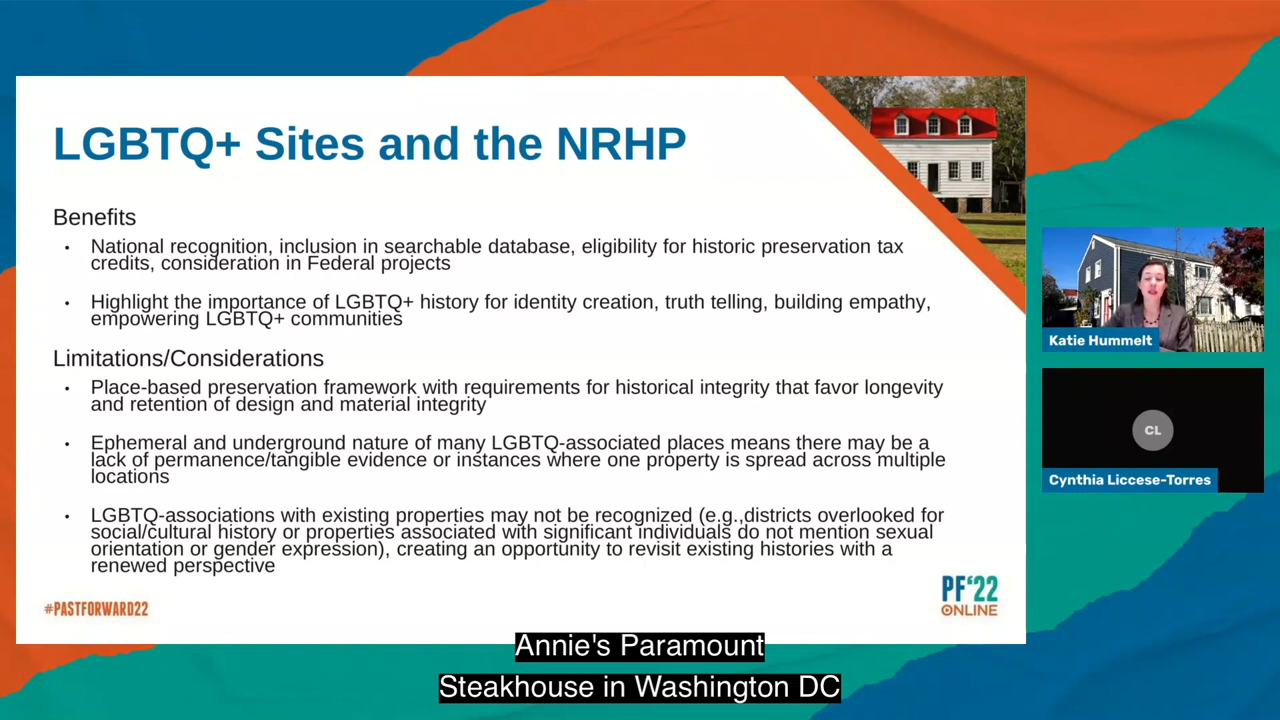 LGBTQ+ Sites and the NRHP
Benefits
• National recognition, inclusion in searchable database, eligibility for historic preservation tax
credits, consideration in Federal projects
• Highlight the importance of LGBTQ+ history for identity creation, truth telling, building empathy,
empowering LGBTQ+ communities
Limitations/Considerations
• Place-based preservation framework with requirements for historical integrity that favor longevity
and retention of design and material integrity
• Ephemeral and underground nature of many LGBTQ-associated places means there may be a
lack of permanence/tangible evidence or instances where one property is spread across multiple
locations
• LGBTQ-associations with existing properties may not be recognized (e.g.,districts overlooked for
social/cultural history or properties associated with significant individuals do not mention sexual
orientation or gender expression), creating an opportunity to revisit existing histories with a
renewed perspective
#PASTFORWARD22
PF'22
ONLINE
Katie Hummelt
CL
Cynthia Liccese-Torres
Annie's Paramount
Steakhouse in Washington DC